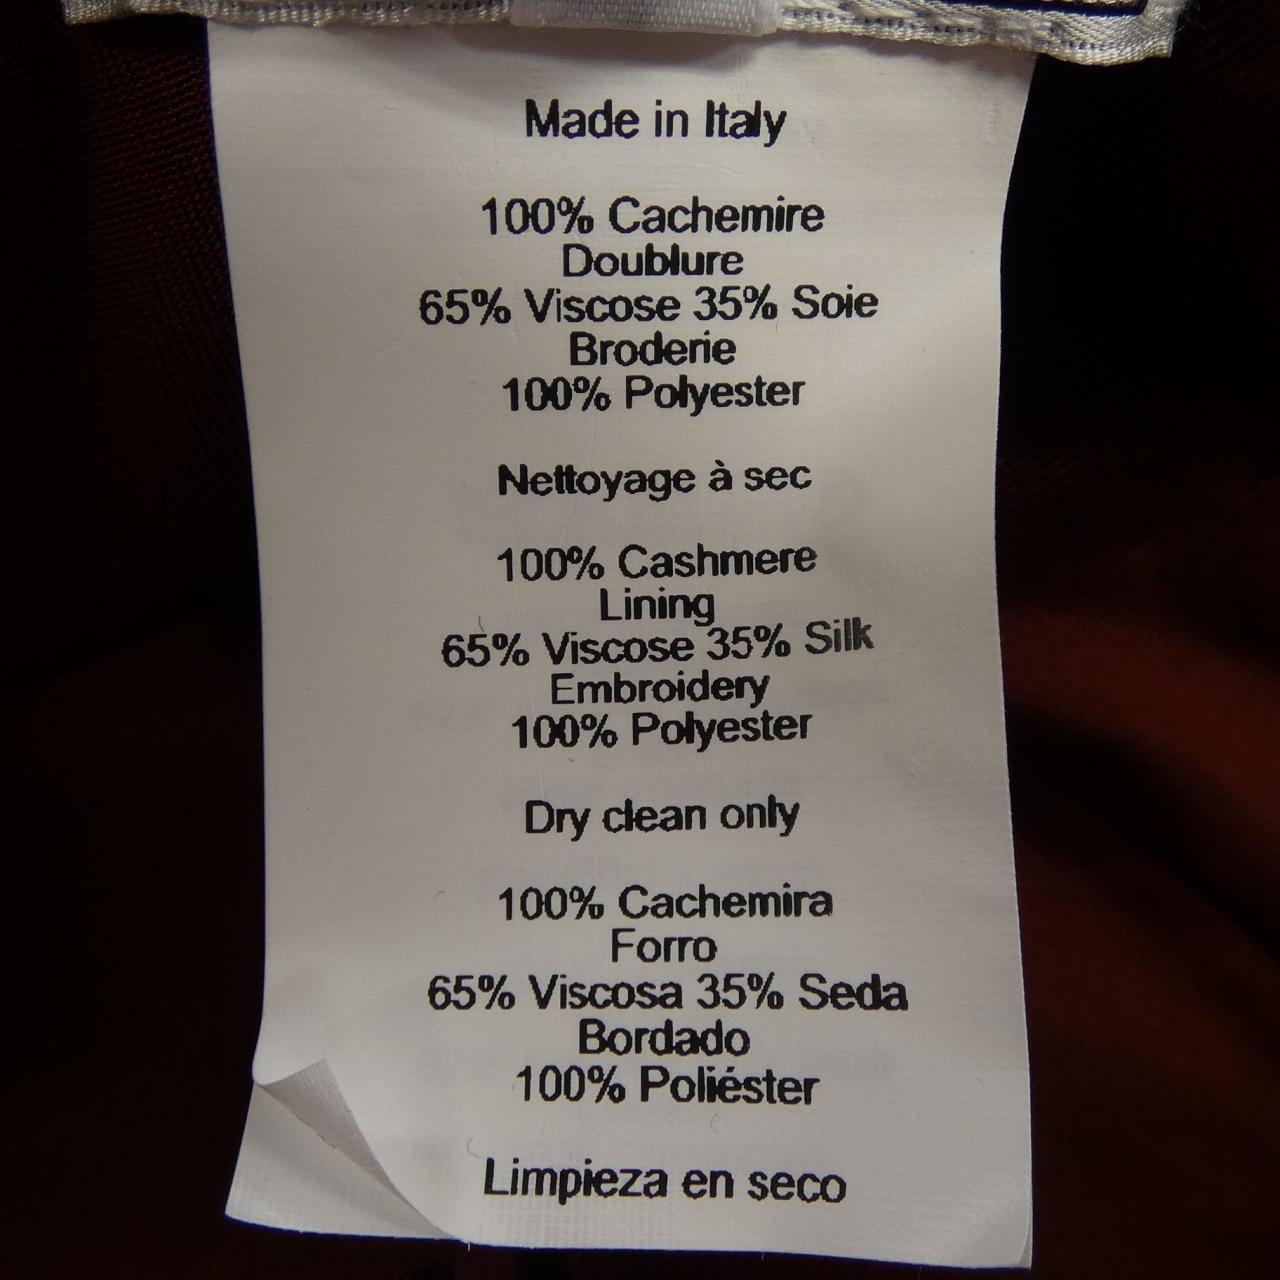 Made in Italy
100% Cachemire
Doublure
65% Viscose 35% Soie
Broderie
100% Polyester
Nettoyage à sec
100% Cashmere
Lining
65% Viscose 35% Silk
Embroidery
100% Polyester
Dry clean only
100% Cachemira
Forro
65% Viscosa 35% Seda
Bordado
100% Poliéster
Limpieza en seco